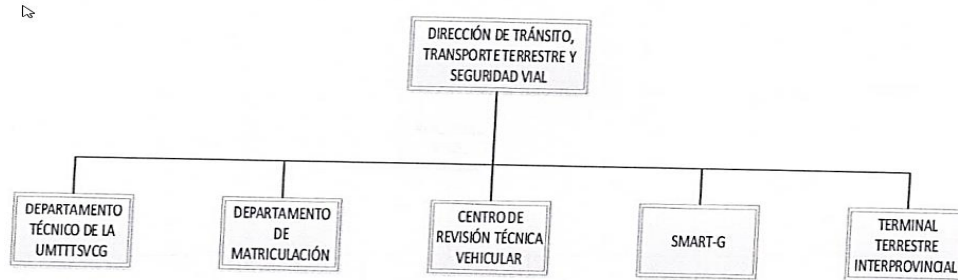 DIRECCIÓN DE TRÁNSITO,
TRANSPORTE TERRESTRE Y
SEGURIDAD VIAL
DEPARTAMENTO
TÉCNICO DE LA
UMTTTSVCG
DEPARTAMENTO
DE
MATRICULACIÓN
CENTRO DE
REVISIÓN TÉCNICA
VEHICULAR
SMART-G
TERMINAL
TERRESTRE
INTERPROVINCIAL